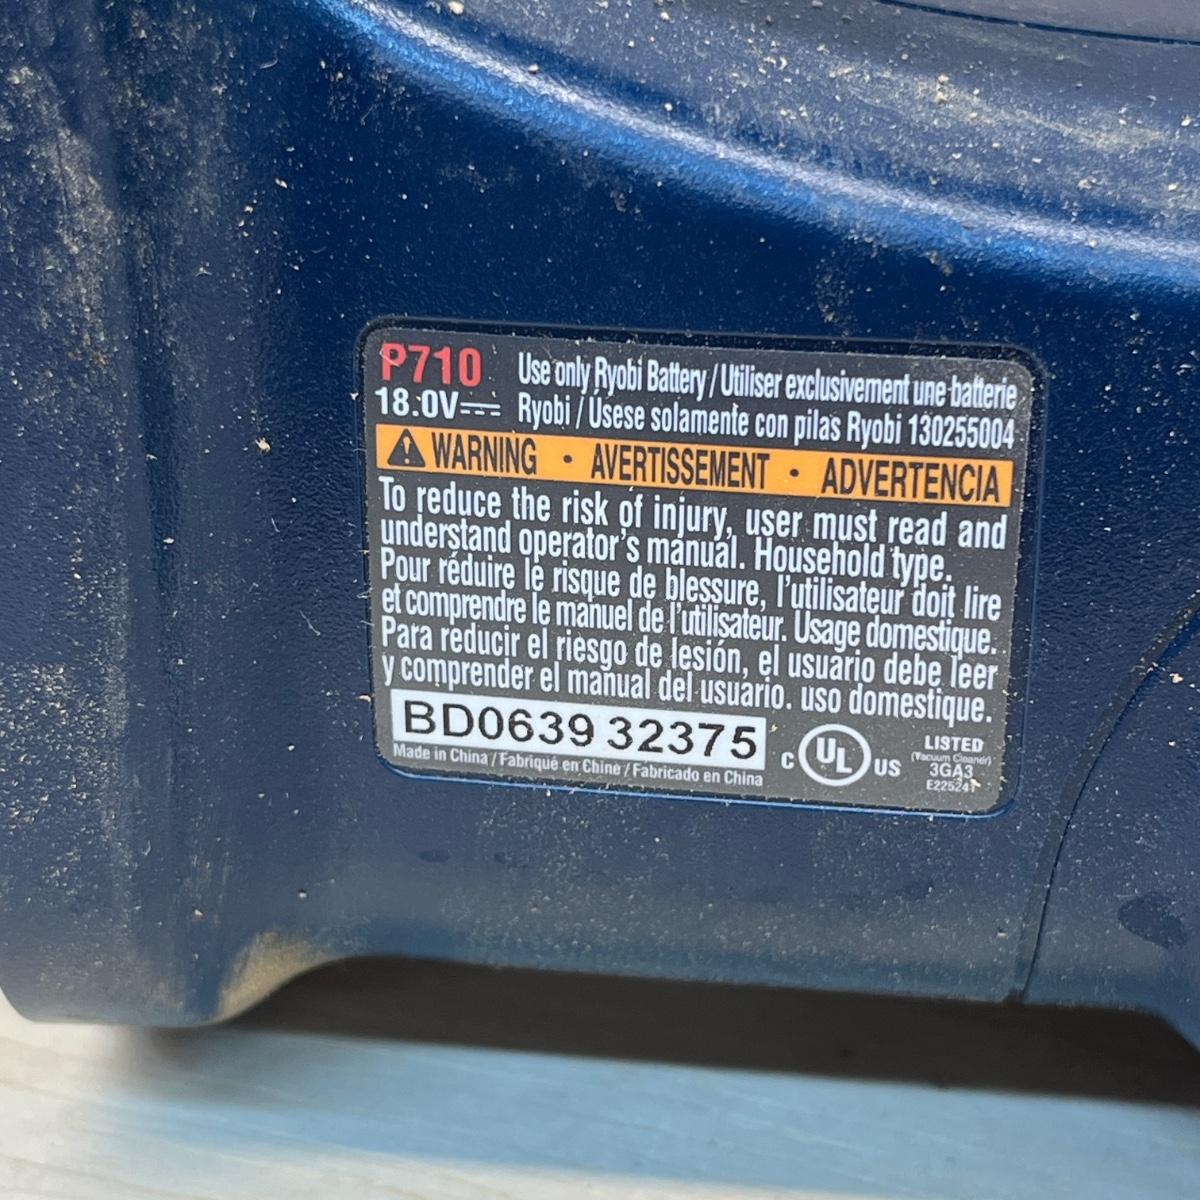 P710 Use only Ryobi Battery / Utiliser exclusivement une batterie
18.0V⎓ Ryobi / Úsese solamente con pilas Ryobi 130255004
WARNING • AVERTISSEMENT • ADVERTENCIA
To reduce the risk of injury, user must read and
understand operator's manual. Household type.
Pour réduire le risque de blessure, l'utilisateur doit lire
et comprendre le manuel de l'utilisateur. Usage domestique.
Para reducir el riesgo de lesión, el usuario debe leer
y comprender el manual del usuario. uso domestique.
BD0639 32375
Made in China / Fabriqué en Chine / Fabricado en China
C UL US
LISTED
(Vacuum Cleaner)
3GA3
E225241